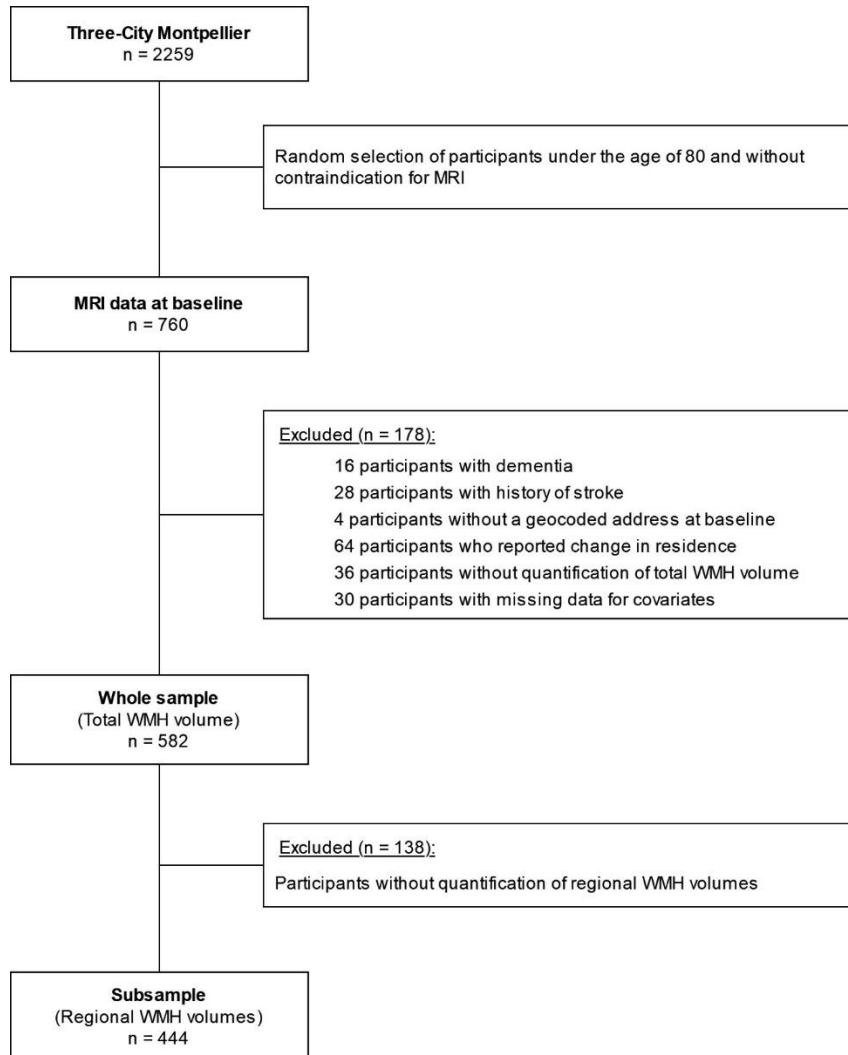 Three-City Montpellier
n = 2259
Random selection of participants under the age of 80 and without
contraindication for MRI
MRI data at baseline
n = 760
Excluded (n = 178):
16 participants with dementia
28 participants with history of stroke
4 participants without a geocoded address at baseline
64 participants who reported change in residence
36 participants without quantification of total WMH volume
30 participants with missing data for covariates
Whole sample
(Total WMH volume)
n = 582
Excluded (n = 138):
Participants without quantification of regional WMH volumes
Subsample
(Regional WMH volumes)
n = 444